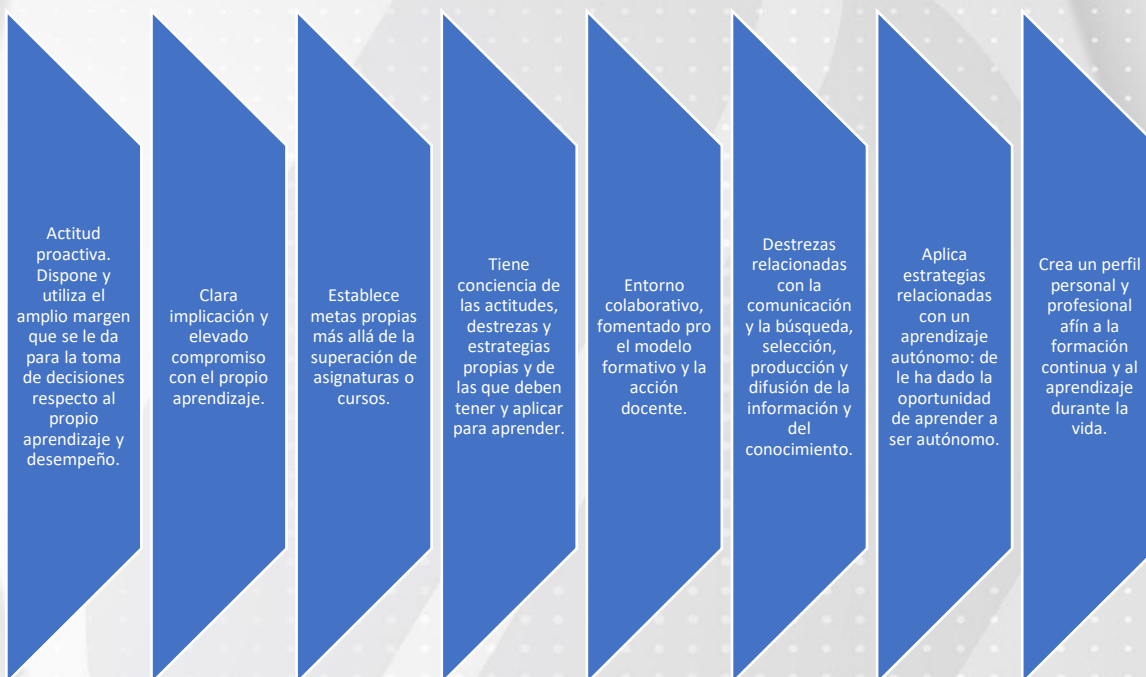 Actitud
proactiva.
Dispone y
utiliza el
amplio margen
que se le da
para la toma
de decisiones
respecto al
propio
aprendizaje y
desempeño.
Clara
implicación y
elevado
compromiso
con el propio
aprendizaje.
Establece
metas propias
más allá de la
superación de
asignaturas o
cursos.
Tiene
conciencia de
las actitudes,
destrezas y
estrategias
propias y de
las que deben
tener y aplicar
para aprender.
Entorno
colaborativo,
fomentado pro
el modelo
formativo y la
acción
docente.
Destrezas
relacionadas
con la
comunicación
y la búsqueda,
selección,
producción y
difusión de la
información y
del
conocimiento.
Aplica
estrategias
relacionadas
con un
aprendizaje
autónomo: de
le ha dado la
oportunidad
de aprender a
ser autónomo.
Crea un perfil
personal y
profesional
afín a la
formación
continua y al
aprendizaje
durante la
vida.